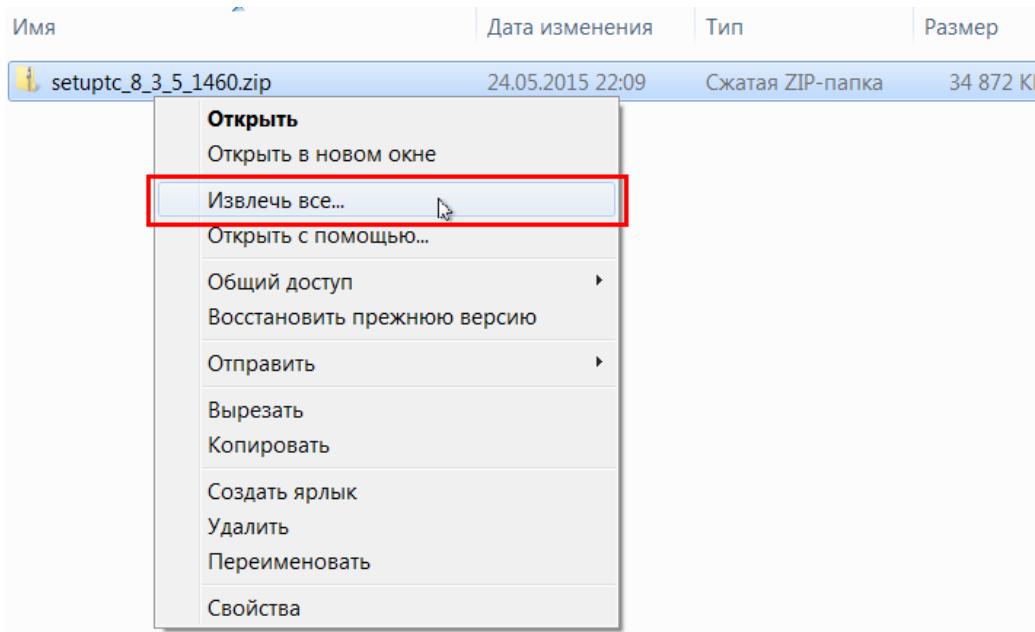 Имя Дата изменения Тип Размер
setuptc_8_3_5_1460.zip 24.05.2015 22:09 Сжатая ZIP-папка 34 872
Открыть
Открыть в новом окне
Извлечь все...
Открыть с помощью...
Общий доступ
Восстановить прежнюю версию
Отправить
Вырезать
Копировать
Создать ярлык
Удалить
Переименовать
Свойства